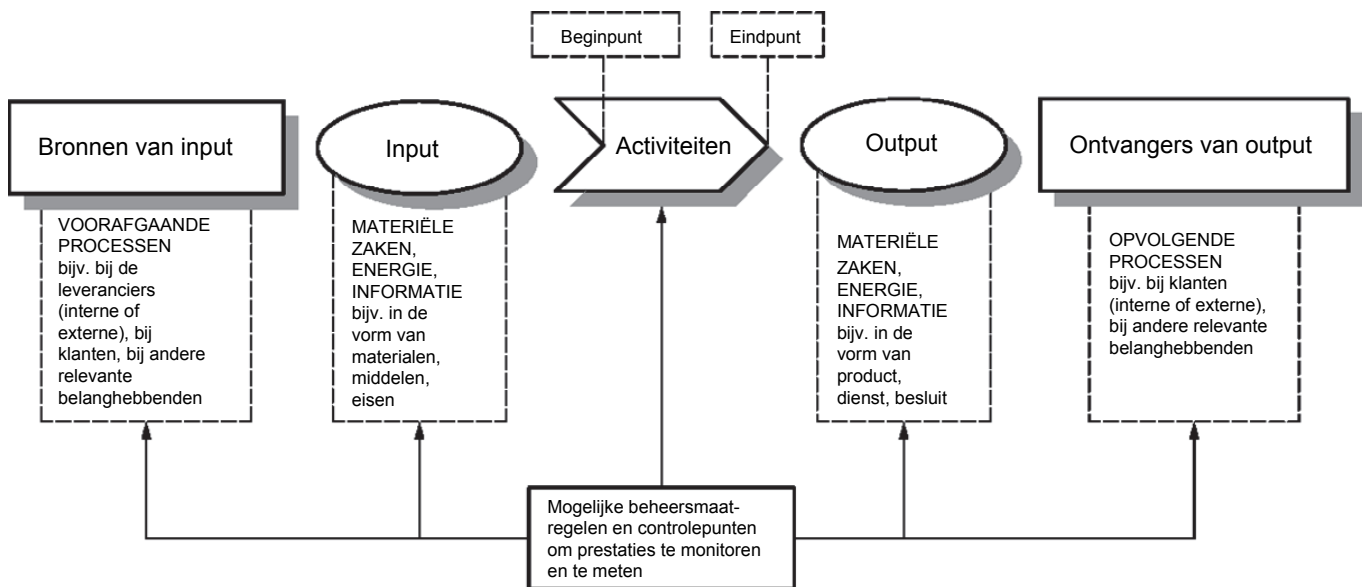 Beginpunt
Eindpunt
Bronnen van input
Input
Activiteiten
Output
Ontvangers van output
VOORAFGAANDE
PROCESSEN
bijv. bij de
leveranciers
(interne of
externe), bij
klanten, bij andere
relevante
belanghebbenden
MATERIËLE
ZAKEN,
ENERGIE,
INFORMATIE
bijv. in de
vorm van
materialen,
middelen,
eisen
MATERIËLE
ZAKEN,
ENERGIE,
INFORMATIE
bijv. in de
vorm van
product,
dienst, besluit
OPVOLGENDE
PROCESSEN
bijv. bij klanten
(interne of externe),
bij andere relevante
belanghebbenden
Mogelijke beheersmaat-
regelen en controlepunten
om prestaties te monitoren
en te meten